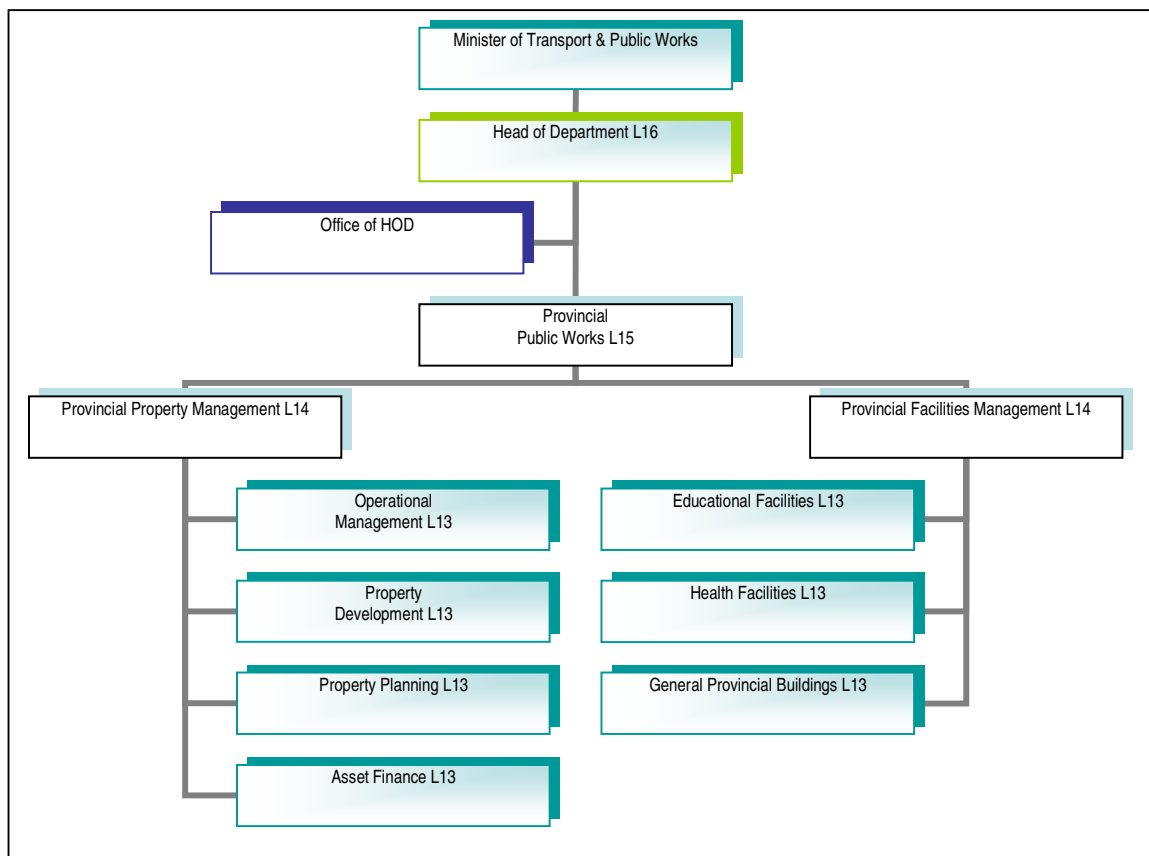 Minister of Transport & Public Works
Head of Department L16
Office of HOD
Provincial
Public Works L15
Provincial Property Management L14
Provincial Facilities Management L14
Operational
Management L13
Educational Facilities L13
Property
Development L13
Health Facilities L13
Property Planning L13
General Provincial Buildings L13
Asset Finance L13